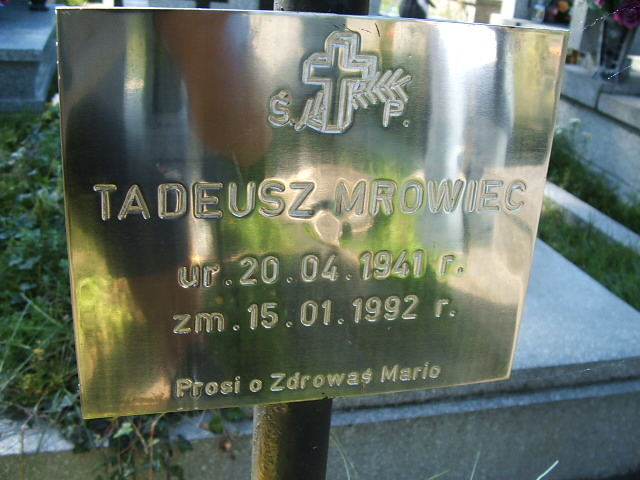 Ś. P.
TADEUSZ MROWIEC
ur. 20. 04. 1941 r.
zm. 15. 01. 1992 r.
Prosi o Zdrowaś Mario